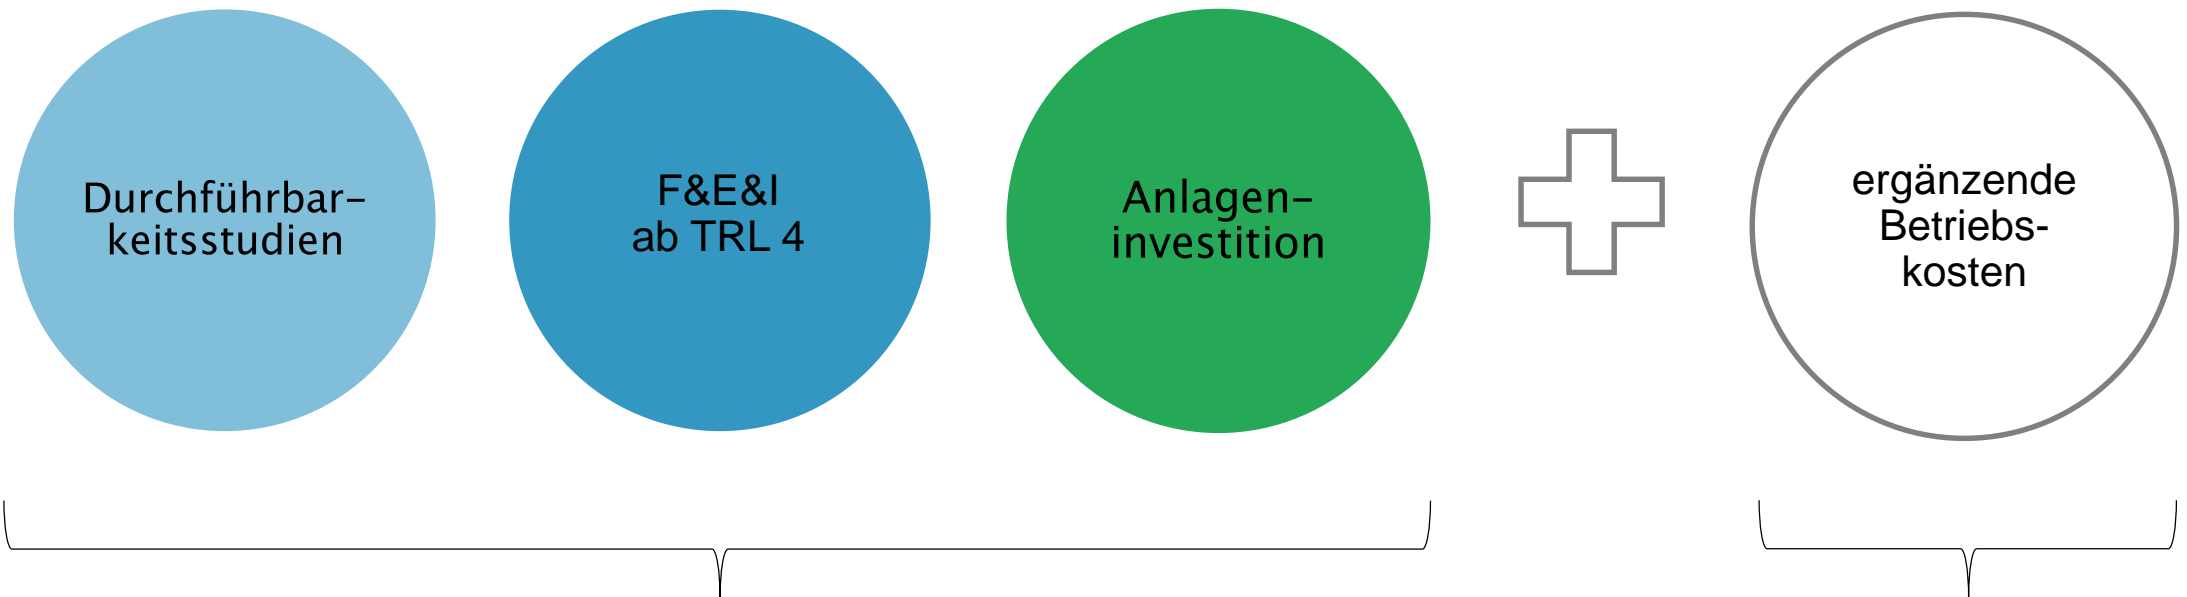 Durchführbar-
keitsstudien
F&E&I
ab TRL 4
Anlagen-
investition
ergänzende
Betriebs-
kosten